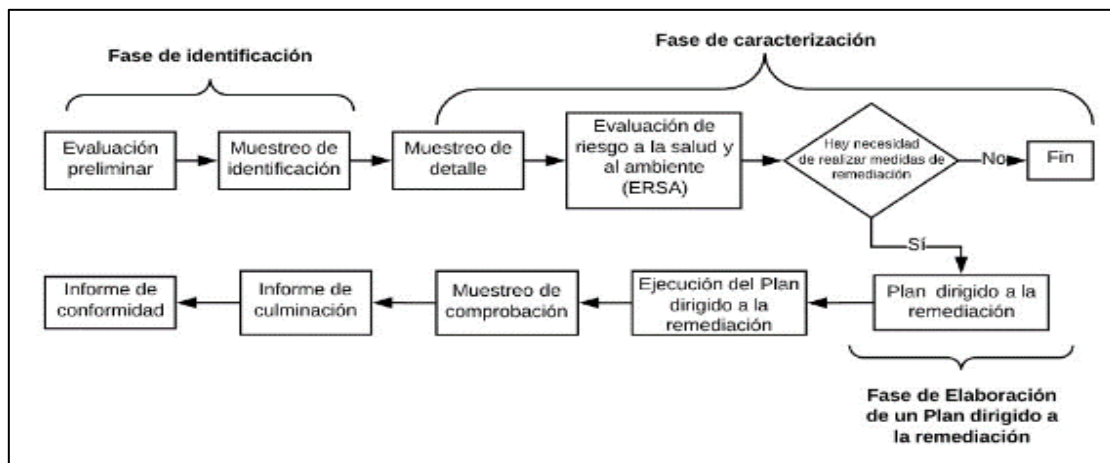 Fase de identificación
Fase de caracterización
Evaluación
preliminar
Muestreo de
identificación
Muestreo de
detalle
Evaluación de
riesgo a la salud y
al ambiente
(ERSA)
Hay necesidad
de realizar medidas de
remediación
No
Fin
Sí
Plan dirigido a la
remediación
Ejecución del Plan
dirigido a la
remediación
Muestreo de
comprobación
Informe de
culminación
Informe de
conformidad
Fase de Elaboración
de un Plan dirigido a
la remediación